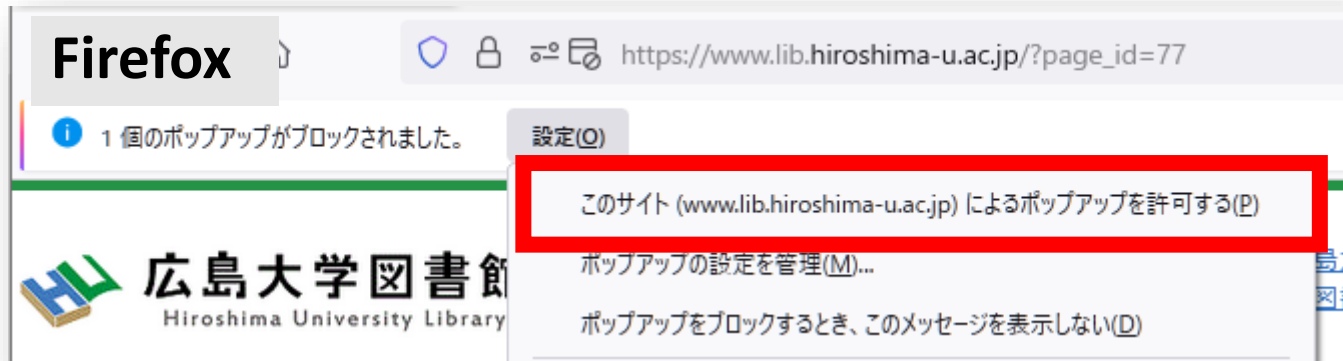 Firefox
https://www.lib.hiroshima-u.ac.jp/?page_id=77
1 個のポップアップがブロックされました。 設定(O)
このサイト (www.lib.hiroshima-u.ac.jp) によるポップアップを許可する(P)
ポップアップの設定を管理(M)...
ポップアップをブロックするとき、このメッセージを表示しない(D)
広島大学図書館
Hiroshima University Library